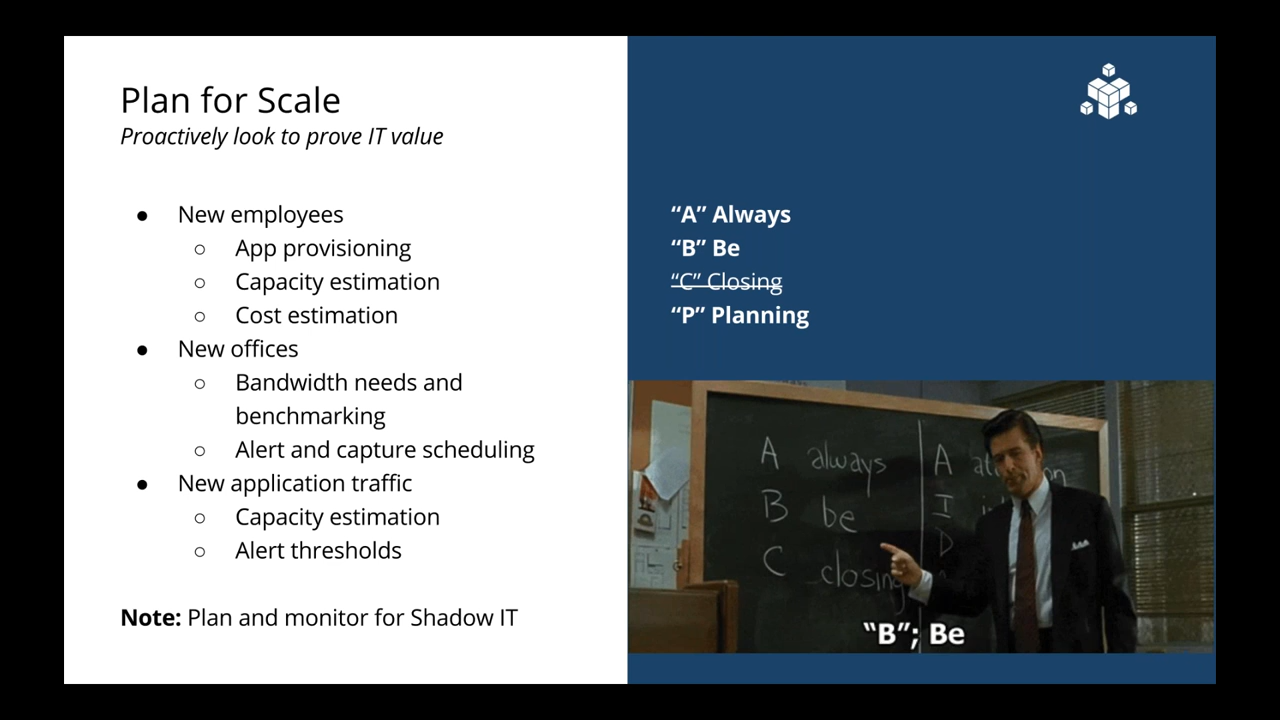 Plan for Scale
Proactively look to prove IT value
● New employees
○ App provisioning
○ Capacity estimation
○ Cost estimation
● New offices
○ Bandwidth needs and
benchmarking
○ Alert and capture scheduling
● New application traffic
○ Capacity estimation
○ Alert thresholds
Note: Plan and monitor for Shadow IT
“A” Always
“B” Be
“C” Closing
“P” Planning
A always
B be
C closing
A
I
D
“B”; Be